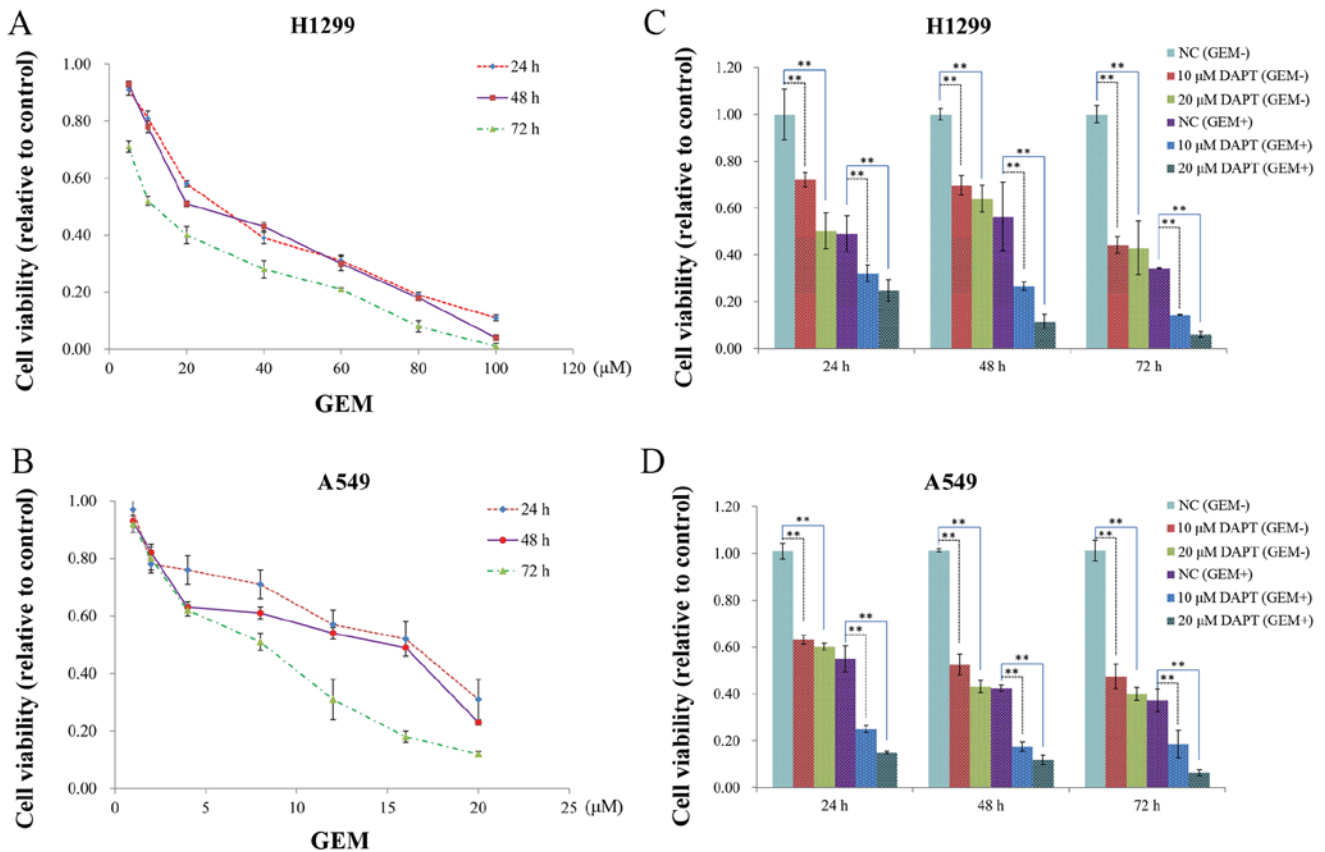 A
H1299
Cell viability (relative to control)
1.00
0.80
0.60
0.40
0.20
0.00
0
20
40
60
80
100
120
(μM)
GEM
24 h
48 h
72 h
C
H1299
Cell viability (relative to control)
1.20
1.00
0.80
0.60
0.40
0.20
0.00
**
**
**
**
**
**
**
**
**
**
**
**
24 h
48 h
72 h
NC (GEM-)
10 μM DAPT (GEM-)
20 μM DAPT (GEM-)
NC (GEM+)
10 μM DAPT (GEM+)
20 μM DAPT (GEM+)
B
A549
Cell viability (relative to control)
1.00
0.80
0.60
0.40
0.20
0.00
0
5
10
15
20
25
(μM)
GEM
24 h
48 h
72 h
D
A549
Cell viability (relative to control)
1.20
1.00
0.80
0.60
0.40
0.20
0.00
**
**
**
**
**
**
**
**
**
**
**
**
24 h
48 h
72 h
NC (GEM-)
10 μM DAPT (GEM-)
20 μM DAPT (GEM-)
NC (GEM+)
10 μM DAPT (GEM+)
20 μM DAPT (GEM+)